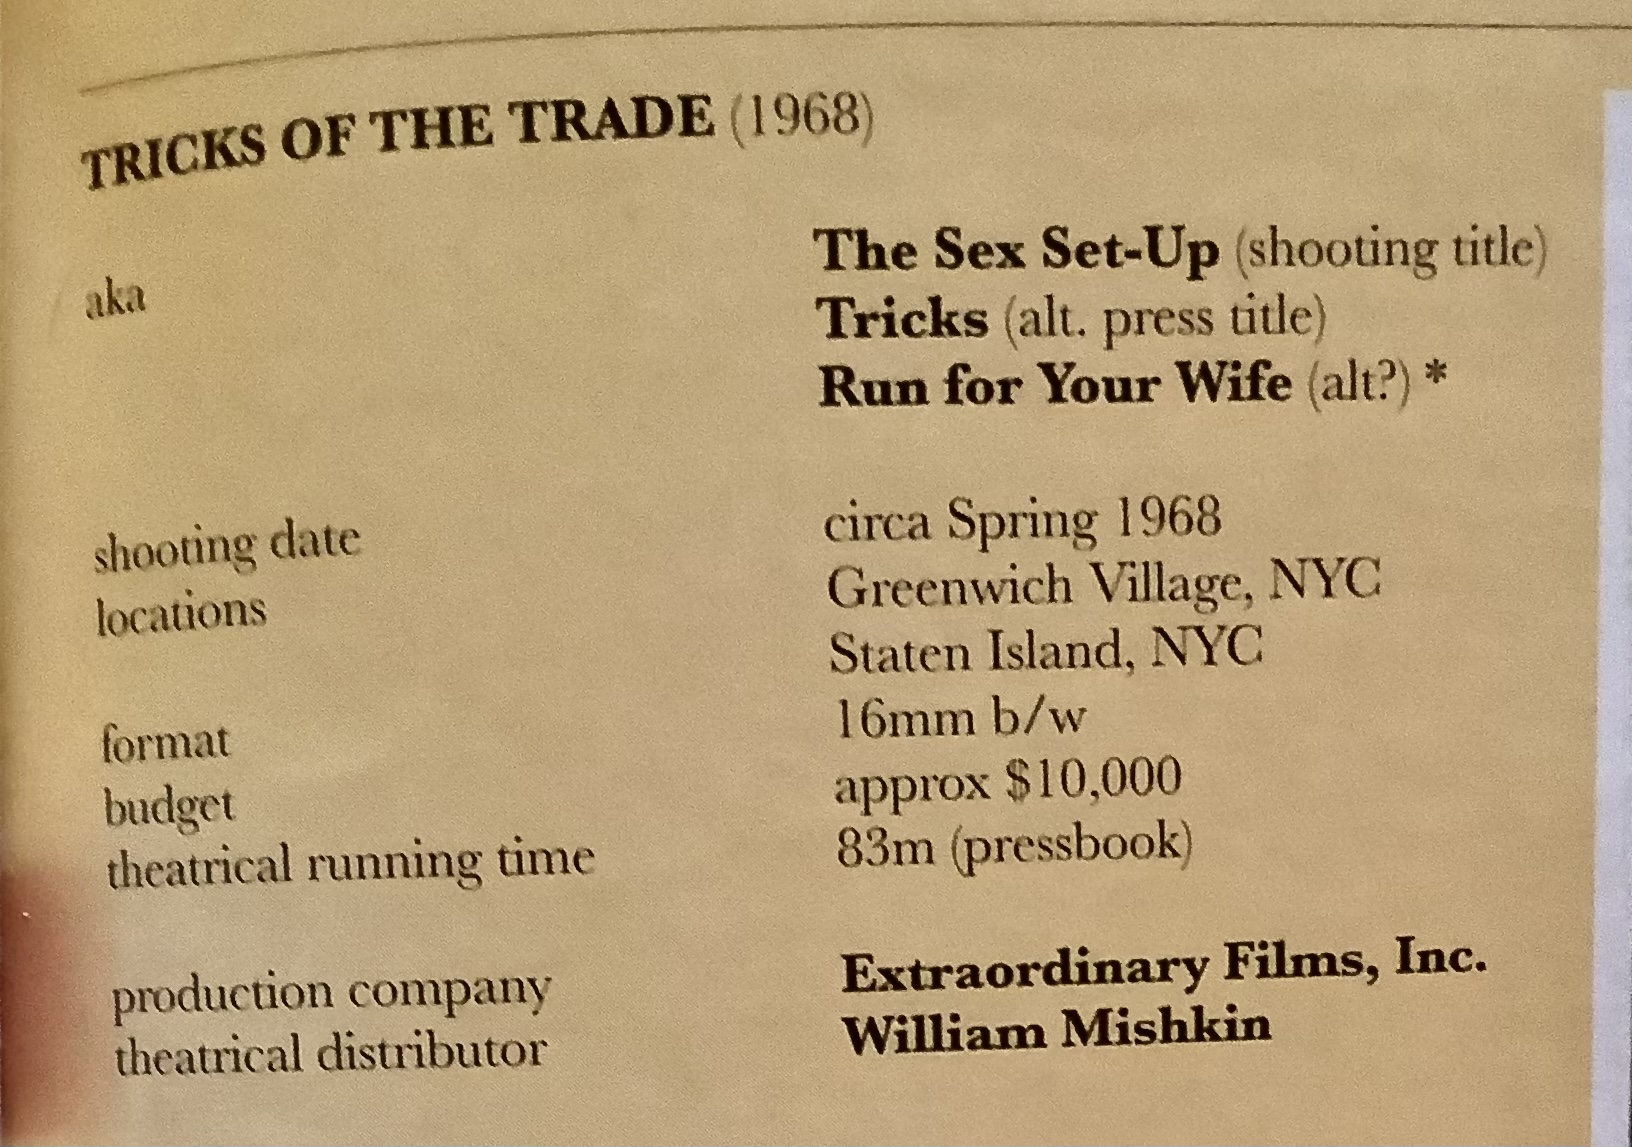 TRICKS OF THE TRADE (1968)
aka The Sex Set-Up (shooting title)
Tricks (alt. press title)
Run for Your Wife (alt?) *
shooting date circa Spring 1968
locations Greenwich Village, NYC
Staten Island, NYC
format 16mm b/w
budget approx $10,000
theatrical running time 83m (pressbook)
production company Extraordinary Films, Inc.
theatrical distributor William Mishkin